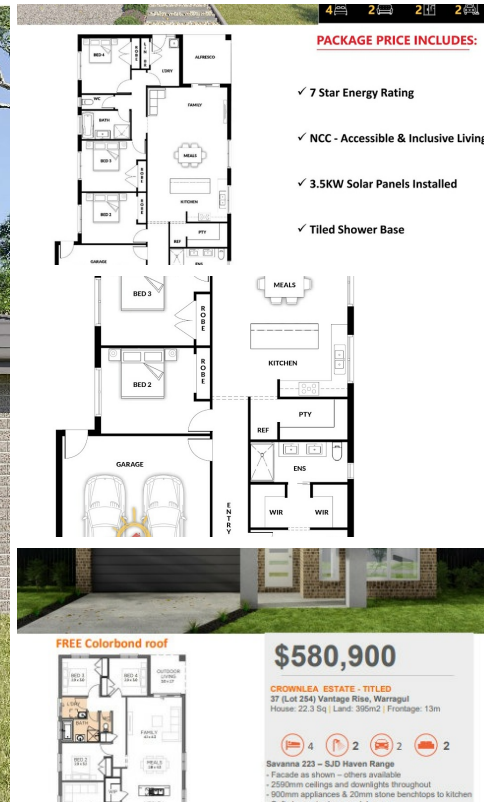 4 2 2 2
PACKAGE PRICE INCLUDES:
✓ 7 Star Energy Rating
✓ NCC - Accessible & Inclusive Living
✓ 3.5KW Solar Panels Installed
✓ Tiled Shower Base
BED 4
ROBE
LIN
L'DRY
ALFRESCO
WC
BATH
FAMILY
BED 3
ROBE
MEALS
BED 2
ROBE
KITCHEN
REF
PTY
GARAGE
ENS
BED 3
ROBE
MEALS
BED 2
ROBE
KITCHEN
REF
PTY
GARAGE
ENS
ENTRY
WIR
WIR
FREE Colorbond roof
BED 3
BED 4
OUTDOOR
LIVING
L'DRY
BATH
FAMILY
BED 2
MEALS
$580,900
CROWNLEA ESTATE - TITLED
37 (Lot 254) Vantage Rise, Warragul
House: 22.3 Sq | Land: 395m2 | Frontage: 13m
4 2 2 2
Savanna 223 – SJD Haven Range
- Facade as shown – others available
- 2590mm ceilings and downlights throughout
- 900mm appliances & 20mm stone benchtops to kitchen